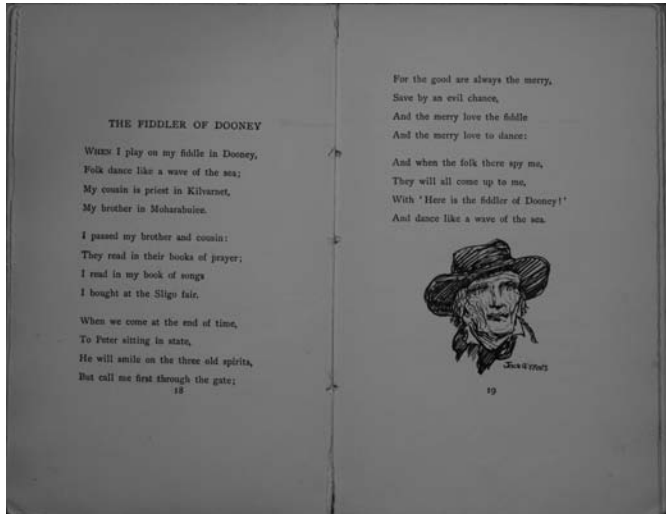 THE FIDDLER OF DOONEY
WHEN I play on my fiddle in Dooney,
Folk dance like a wave of the sea;
My cousin is priest in Kilvarnet,
My brother in Moharabuiee.
I passed my brother and cousin:
They read in their books of prayer;
I read in my book of songs
I bought at the Sligo fair.
When we come at the end of time,
To Peter sitting in state,
He will smile on the three old spirits,
But call me first through the gate;
18
For the good are always the merry,
Save by an evil chance,
And the merry love the fiddle
And the merry love to dance:
And when the folk there spy me,
They will all come up to me,
With ‘Here is the fiddler of Dooney!’
And dance like a wave of the sea.
JACK B YEATS
19